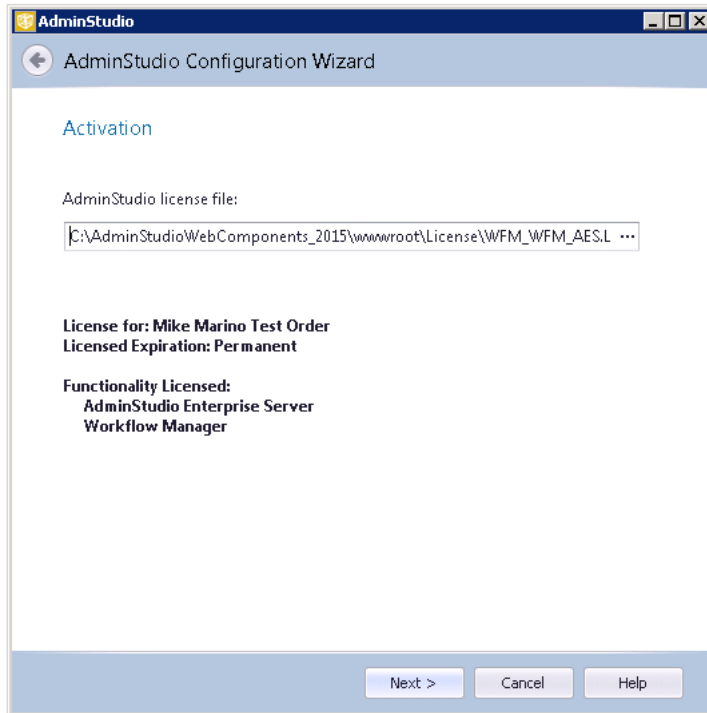 AdminStudio
AdminStudio Configuration Wizard
Activation
AdminStudio license file:
C:\AdminStudioWebComponents_2015\wwwroot\License\WFM_WFM_AES.L ...
License for: Mike Marino Test Order
Licensed Expiration: Permanent
Functionality Licensed:
AdminStudio Enterprise Server
Workflow Manager
Next > Cancel Help